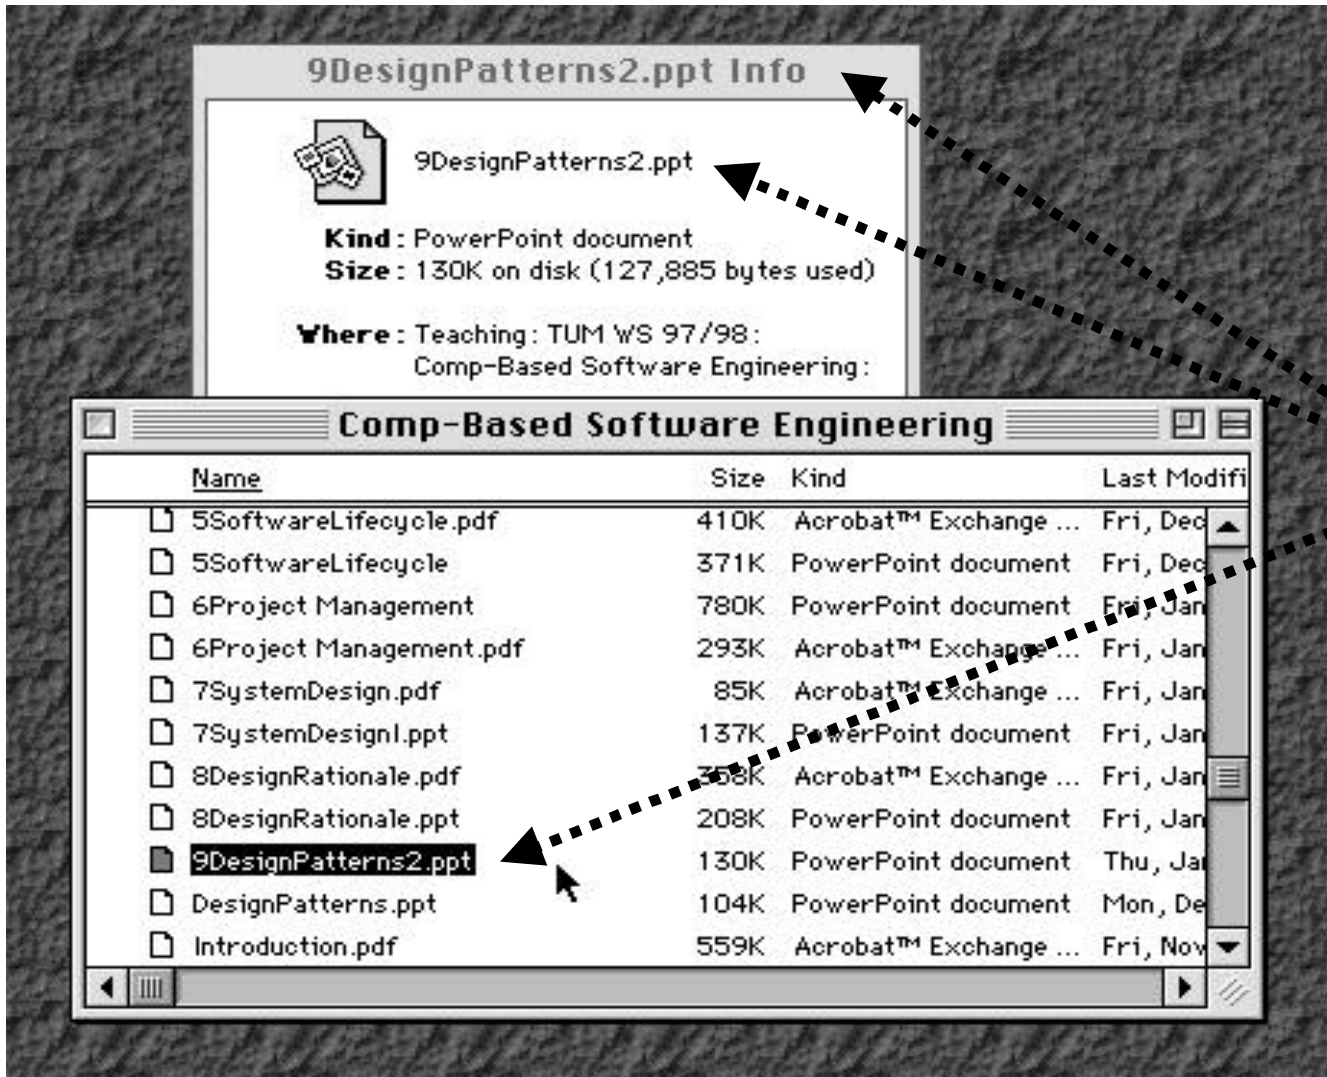 9DesignPatterns2.ppt Info
9DesignPatterns2.ppt
Kind: PowerPoint document
Size: 130K on disk (127,885 bytes used)
Where: Teaching: TUM WS 97/98:
Comp-Based Software Engineering:
Comp-Based Software Engineering
Name Size Kind Last Modifi
5SoftwareLifecycle.pdf 410K Acrobat™ Exchange ... Fri, Dec
5SoftwareLifecycle 371K PowerPoint document Fri, Dec
6Project Management 780K PowerPoint document Fri, Jan
6Project Management.pdf 293K Acrobat™ Exchange ... Fri, Jan
7SystemDesign.pdf 85K Acrobat™ Exchange ... Fri, Jan
7SystemDesignI.ppt 137K PowerPoint document Fri, Jan
8DesignRationale.pdf 358K Acrobat™ Exchange ... Fri, Jan
8DesignRationale.ppt 208K PowerPoint document Fri, Jan
9DesignPatterns2.ppt 130K PowerPoint document Thu, Jan
DesignPatterns.ppt 104K PowerPoint document Mon, De
Introduction.pdf 559K Acrobat™ Exchange ... Fri, Nov